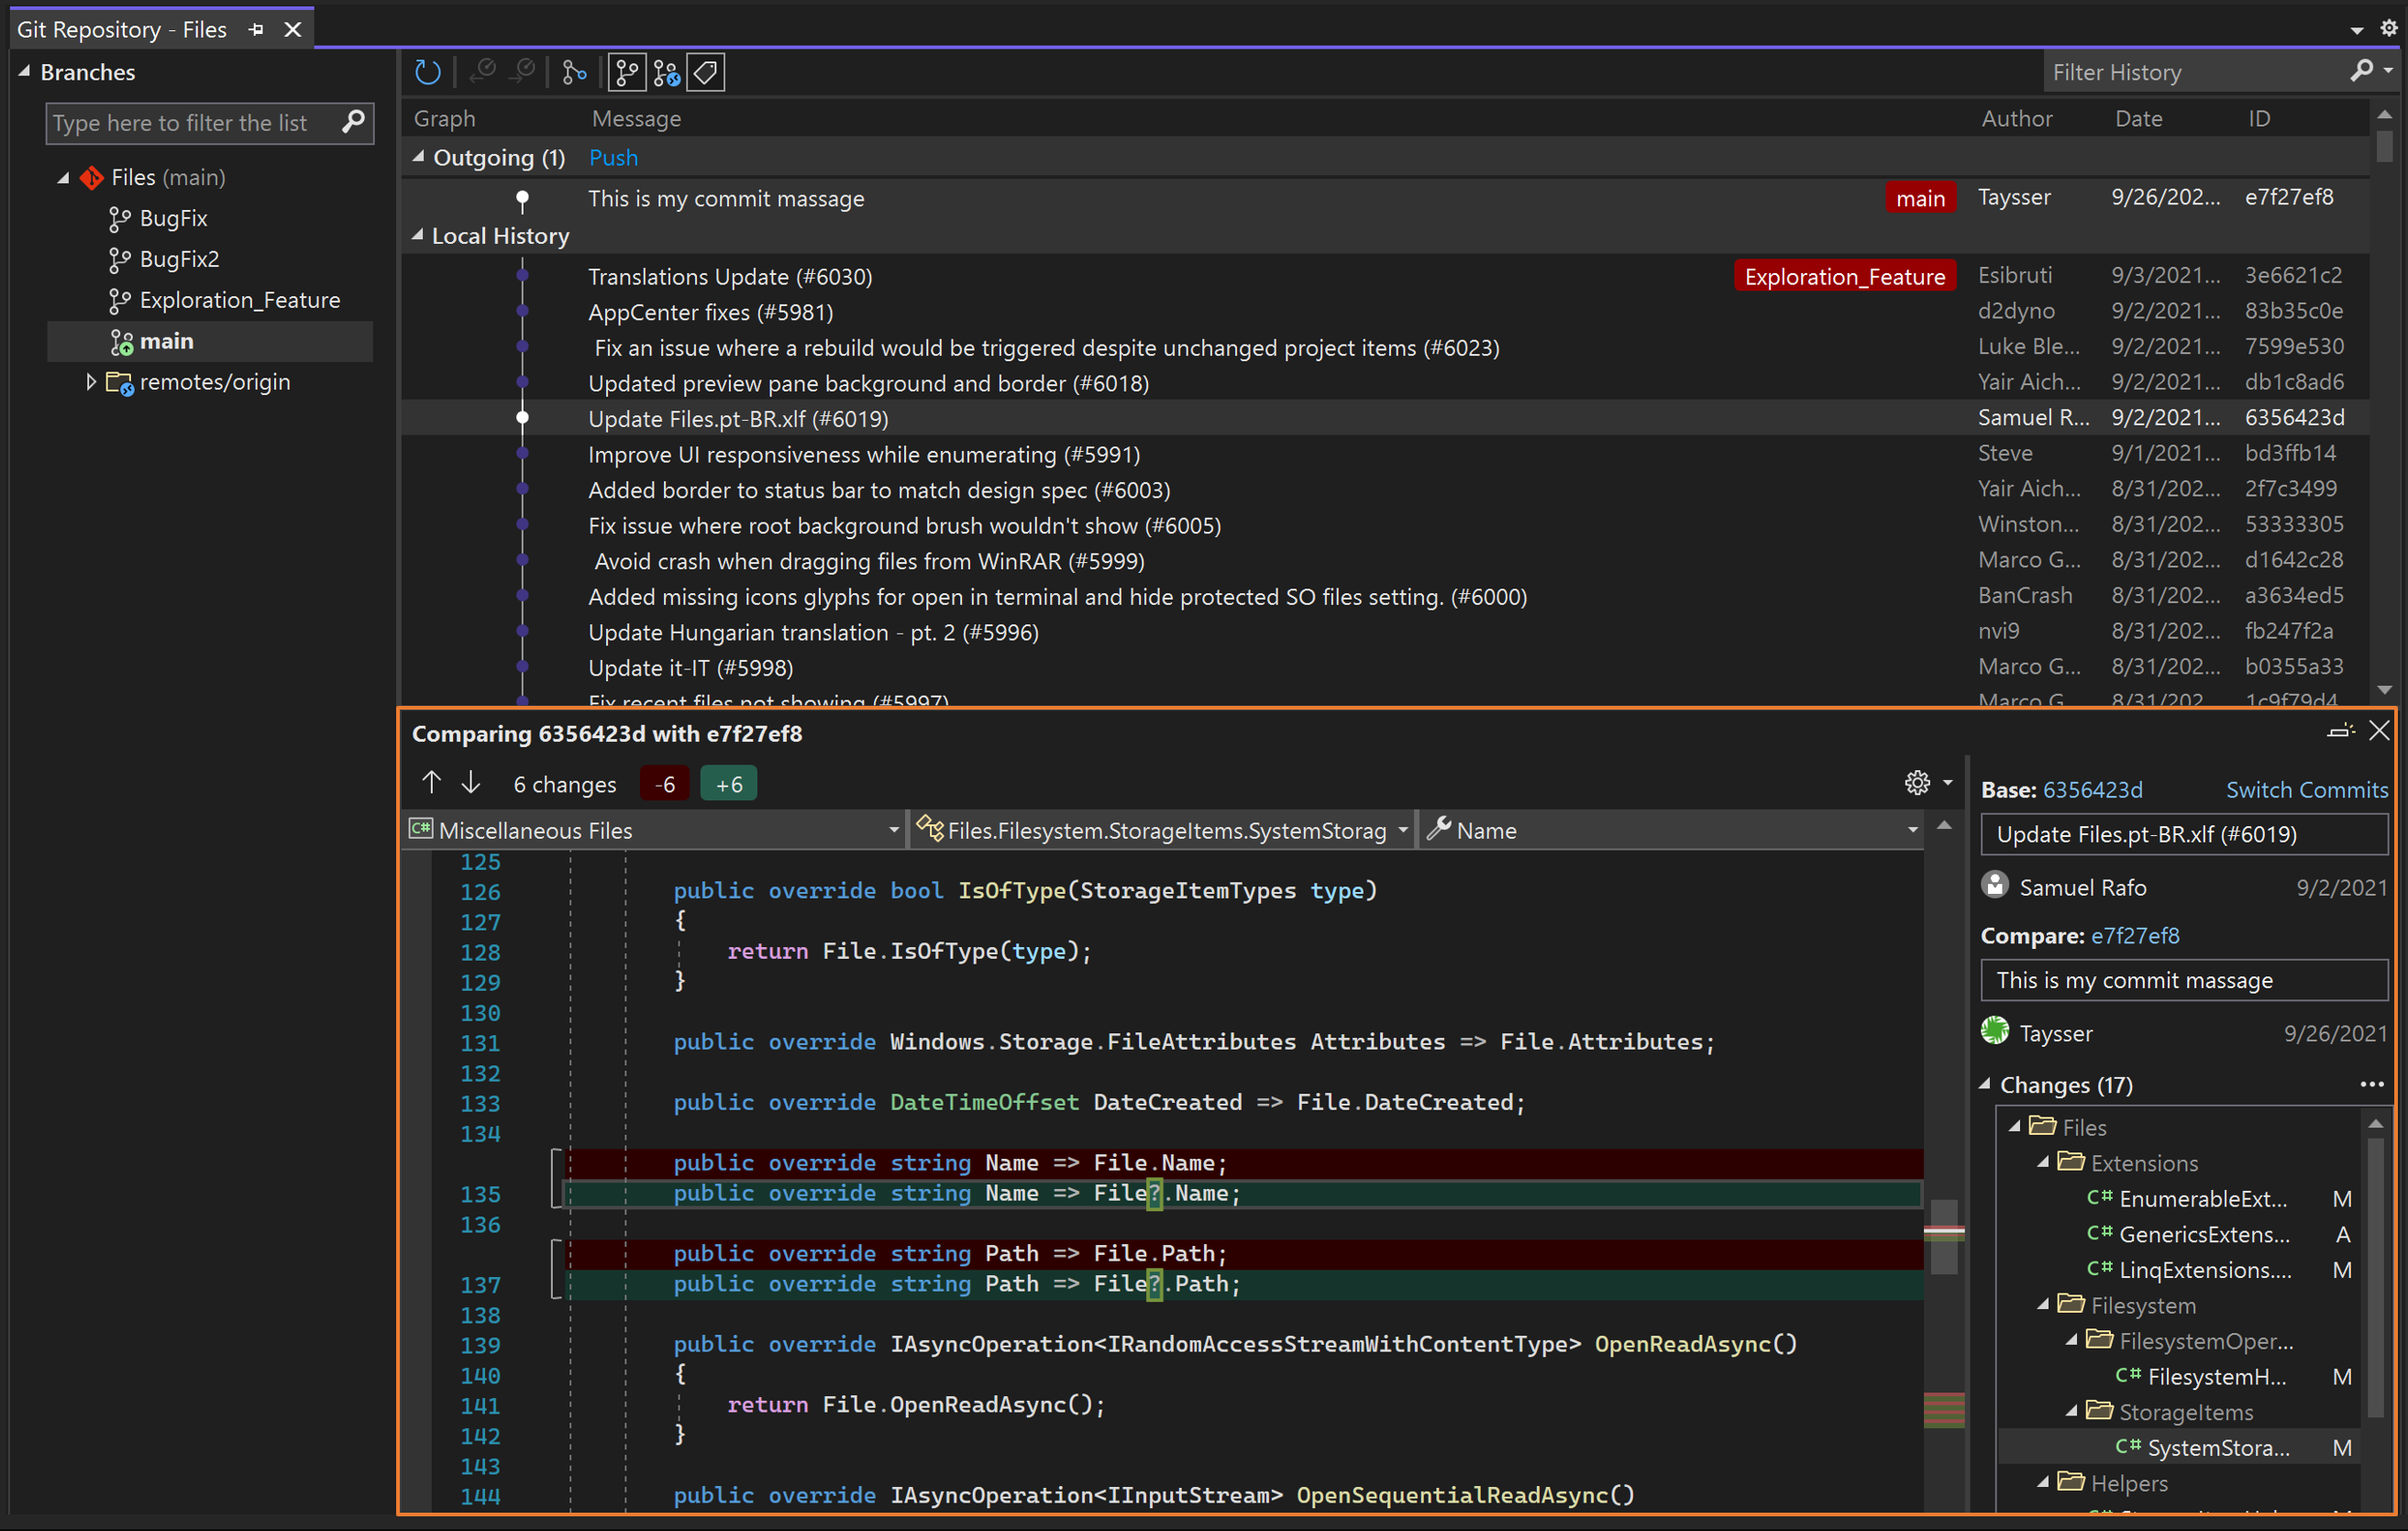 Git Repository - Files
Branches
Type here to filter the list
Files (main)
BugFix
BugFix2
Exploration_Feature
main
remotes/origin
Filter History
Graph Message Author Date ID
Outgoing (1) Push
This is my commit massage main Taysser 9/26/202... e7f27ef8
Local History
Translations Update (#6030) Exploration_Feature Esibruti 9/3/2021... 3e6621c2
AppCenter fixes (#5981) d2dyno 9/2/2021... 83b35c0e
Fix an issue where a rebuild would be triggered despite unchanged project items (#6023) Luke Ble... 9/2/2021... 7599e530
Updated preview pane background and border (#6018) Yair Aich... 9/2/2021... db1c8ad6
Update Files.pt-BR.xlf (#6019) Samuel R... 9/2/2021... 6356423d
Improve UI responsiveness while enumerating (#5991) Steve 9/1/2021... bd3ffb14
Added border to status bar to match design spec (#6003) Yair Aich... 8/31/202... 2f7c3499
Fix issue where root background brush wouldn't show (#6005) Winston... 8/31/202... 53333305
Avoid crash when dragging files from WinRAR (#5999) Marco G... 8/31/202... d1642c28
Added missing icons glyphs for open in terminal and hide protected SO files setting. (#6000) BanCrash 8/31/202... a3634ed5
Update Hungarian translation - pt. 2 (#5996) nvi9 8/31/202... fb247f2a
Update it-IT (#5998) Marco G... 8/31/202... b0355a33
Fix recent files not showing (#5997) Marco G... 8/31/202... 1c9f79d4
Comparing 6356423d with e7f27ef8
6 changes -6 +6
C# Miscellaneous Files Files.Filesystem.StorageItems.SystemStorag Name
125
126 public override bool IsOfType(StorageItemTypes type)
127 {
128 return File.IsOfType(type);
129 }
130
131 public override Windows.Storage.FileAttributes Attributes => File.Attributes;
132
133 public override DateTimeOffset DateCreated => File.DateCreated;
134
public override string Name => File.Name;
135 public override string Name => File?.Name;
136
public override string Path => File.Path;
137 public override string Path => File?.Path;
138
139 public override IAsyncOperation<IRandomAccessStreamWithContentType> OpenReadAsync()
140 {
141 return File.OpenReadAsync();
142 }
143
144 public override IAsyncOperation<IInputStream> OpenSequentialReadAsync()
Base: 6356423d Switch Commits
Update Files.pt-BR.xlf (#6019)
Samuel Rafo 9/2/2021
Compare: e7f27ef8
This is my commit massage
Taysser 9/26/2021
Changes (17) ...
Files
Extensions
C# EnumerableExt... M
C# GenericsExtens... A
C# LinqExtensions.... M
Filesystem
FilesystemOper...
C# FilesystemH... M
StorageItems
C# SystemStora... M
Helpers